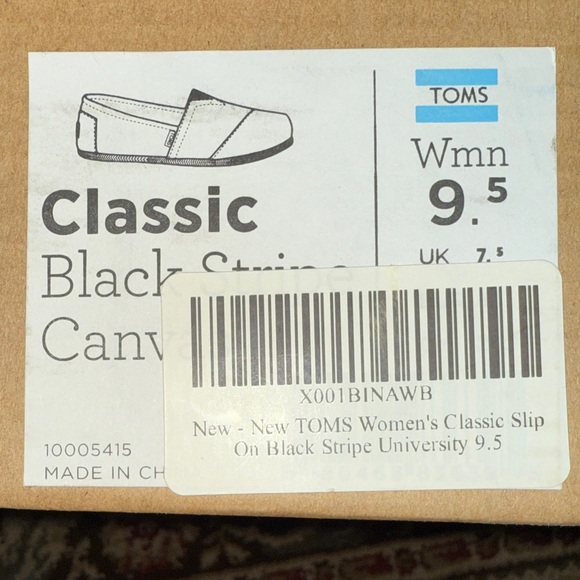 TOMS
Wmn
9.5
UK 7.5
Classic
Black Stripe
Canv
10005415
MADE IN CH
X001BINAWB
New - New TOMS Women's Classic Slip
On Black Stripe University 9.5